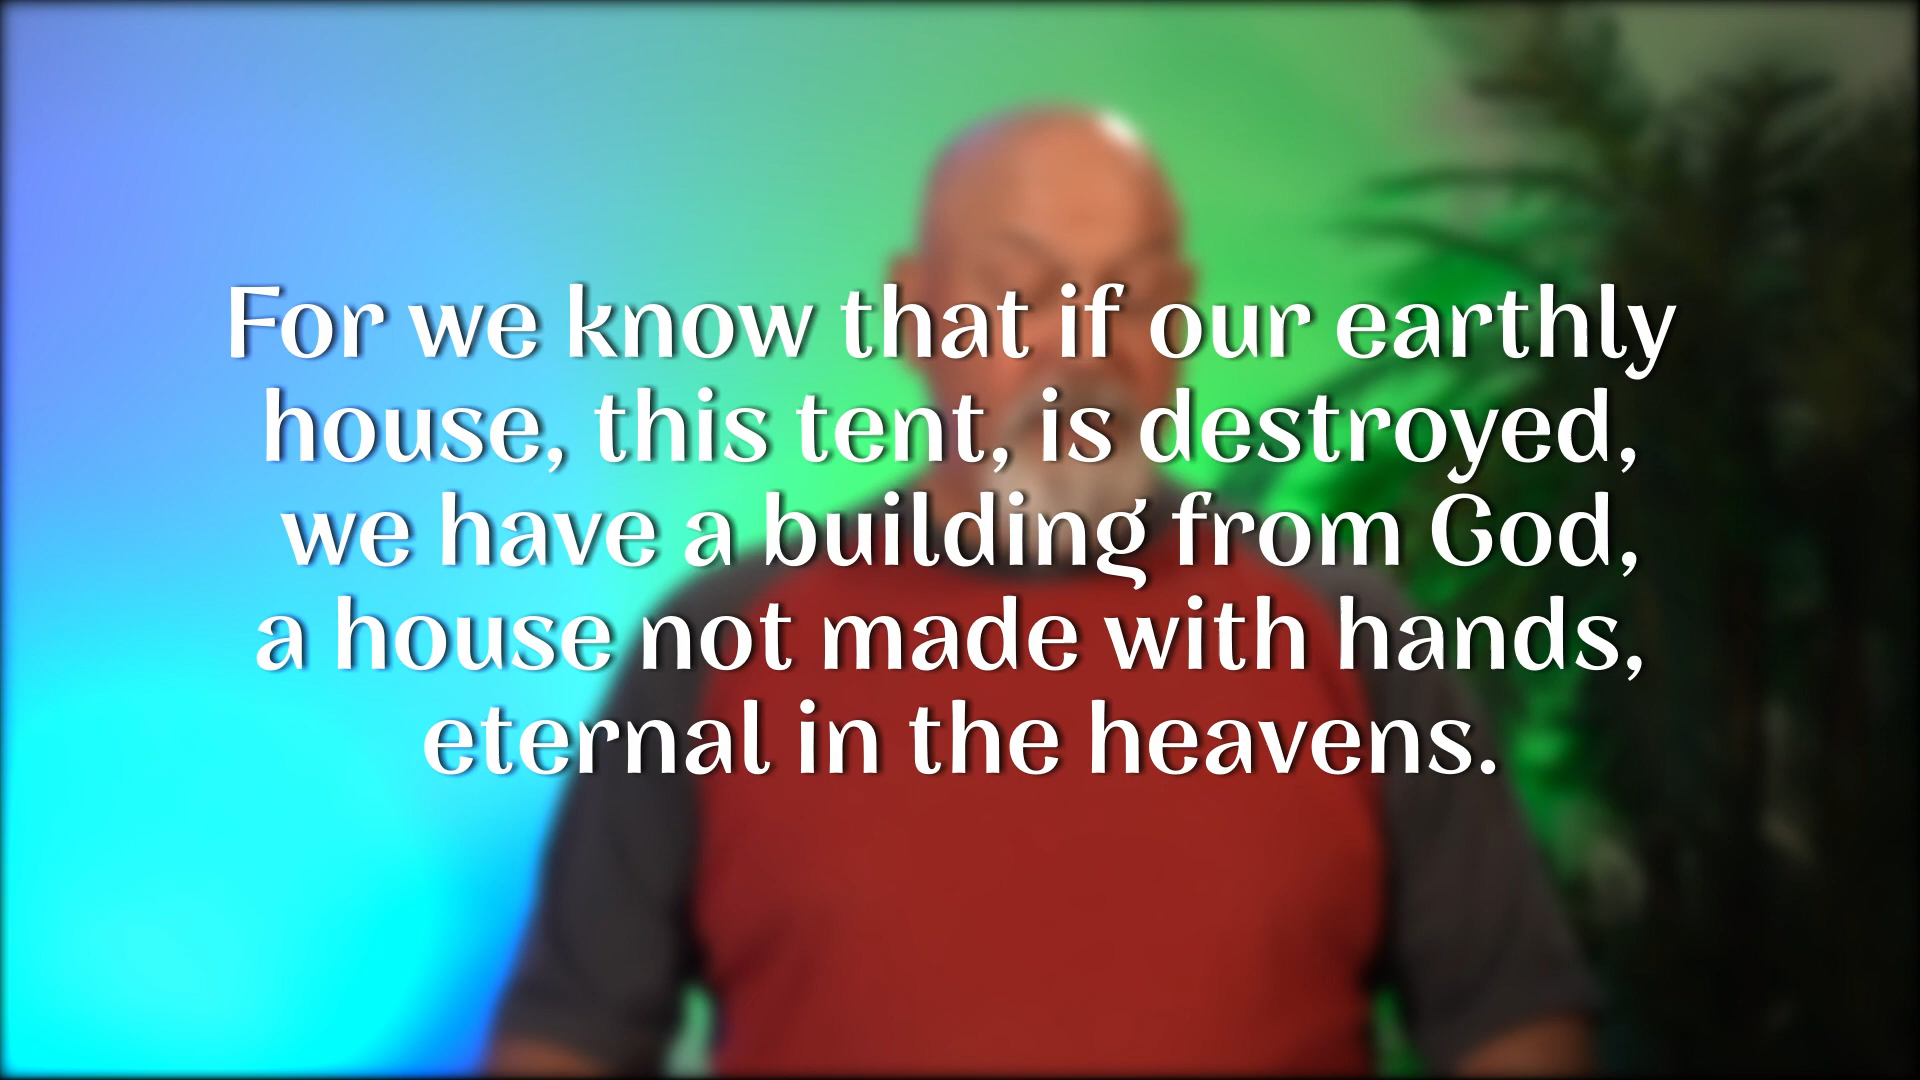 For we know that if our earthly
house, this tent, is destroyed,
we have a building from God,
a house not made with hands,
eternal in the heavens.